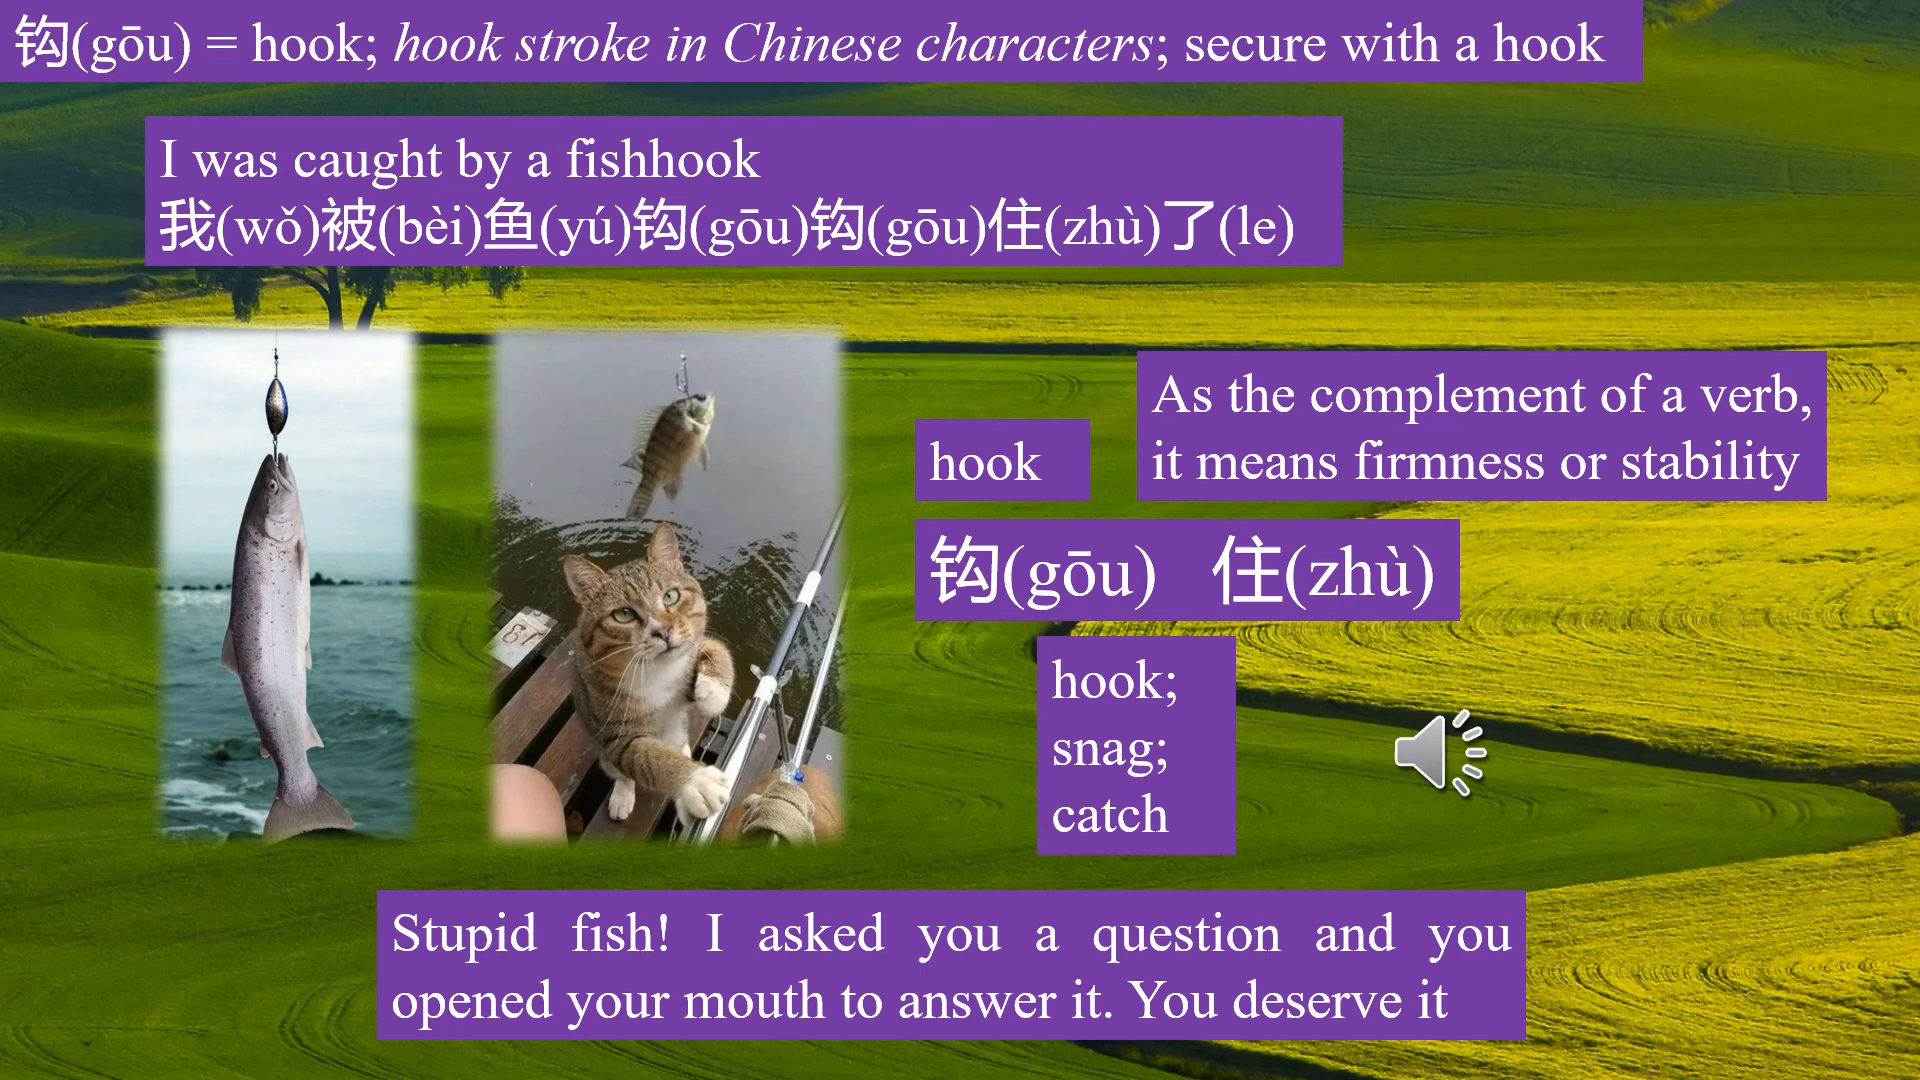 钩(gōu) = hook; hook stroke in Chinese characters; secure with a hook
I was caught by a fishhook
我(wǒ)被(bèi)鱼(yú)钩(gōu)钩(gōu)住(zhù)了(le)
As the complement of a verb,
it means firmness or stability
hook
钩(gōu) 住(zhù)
hook;
snag;
catch
Stupid fish! I asked you a question and you
opened your mouth to answer it. You deserve it